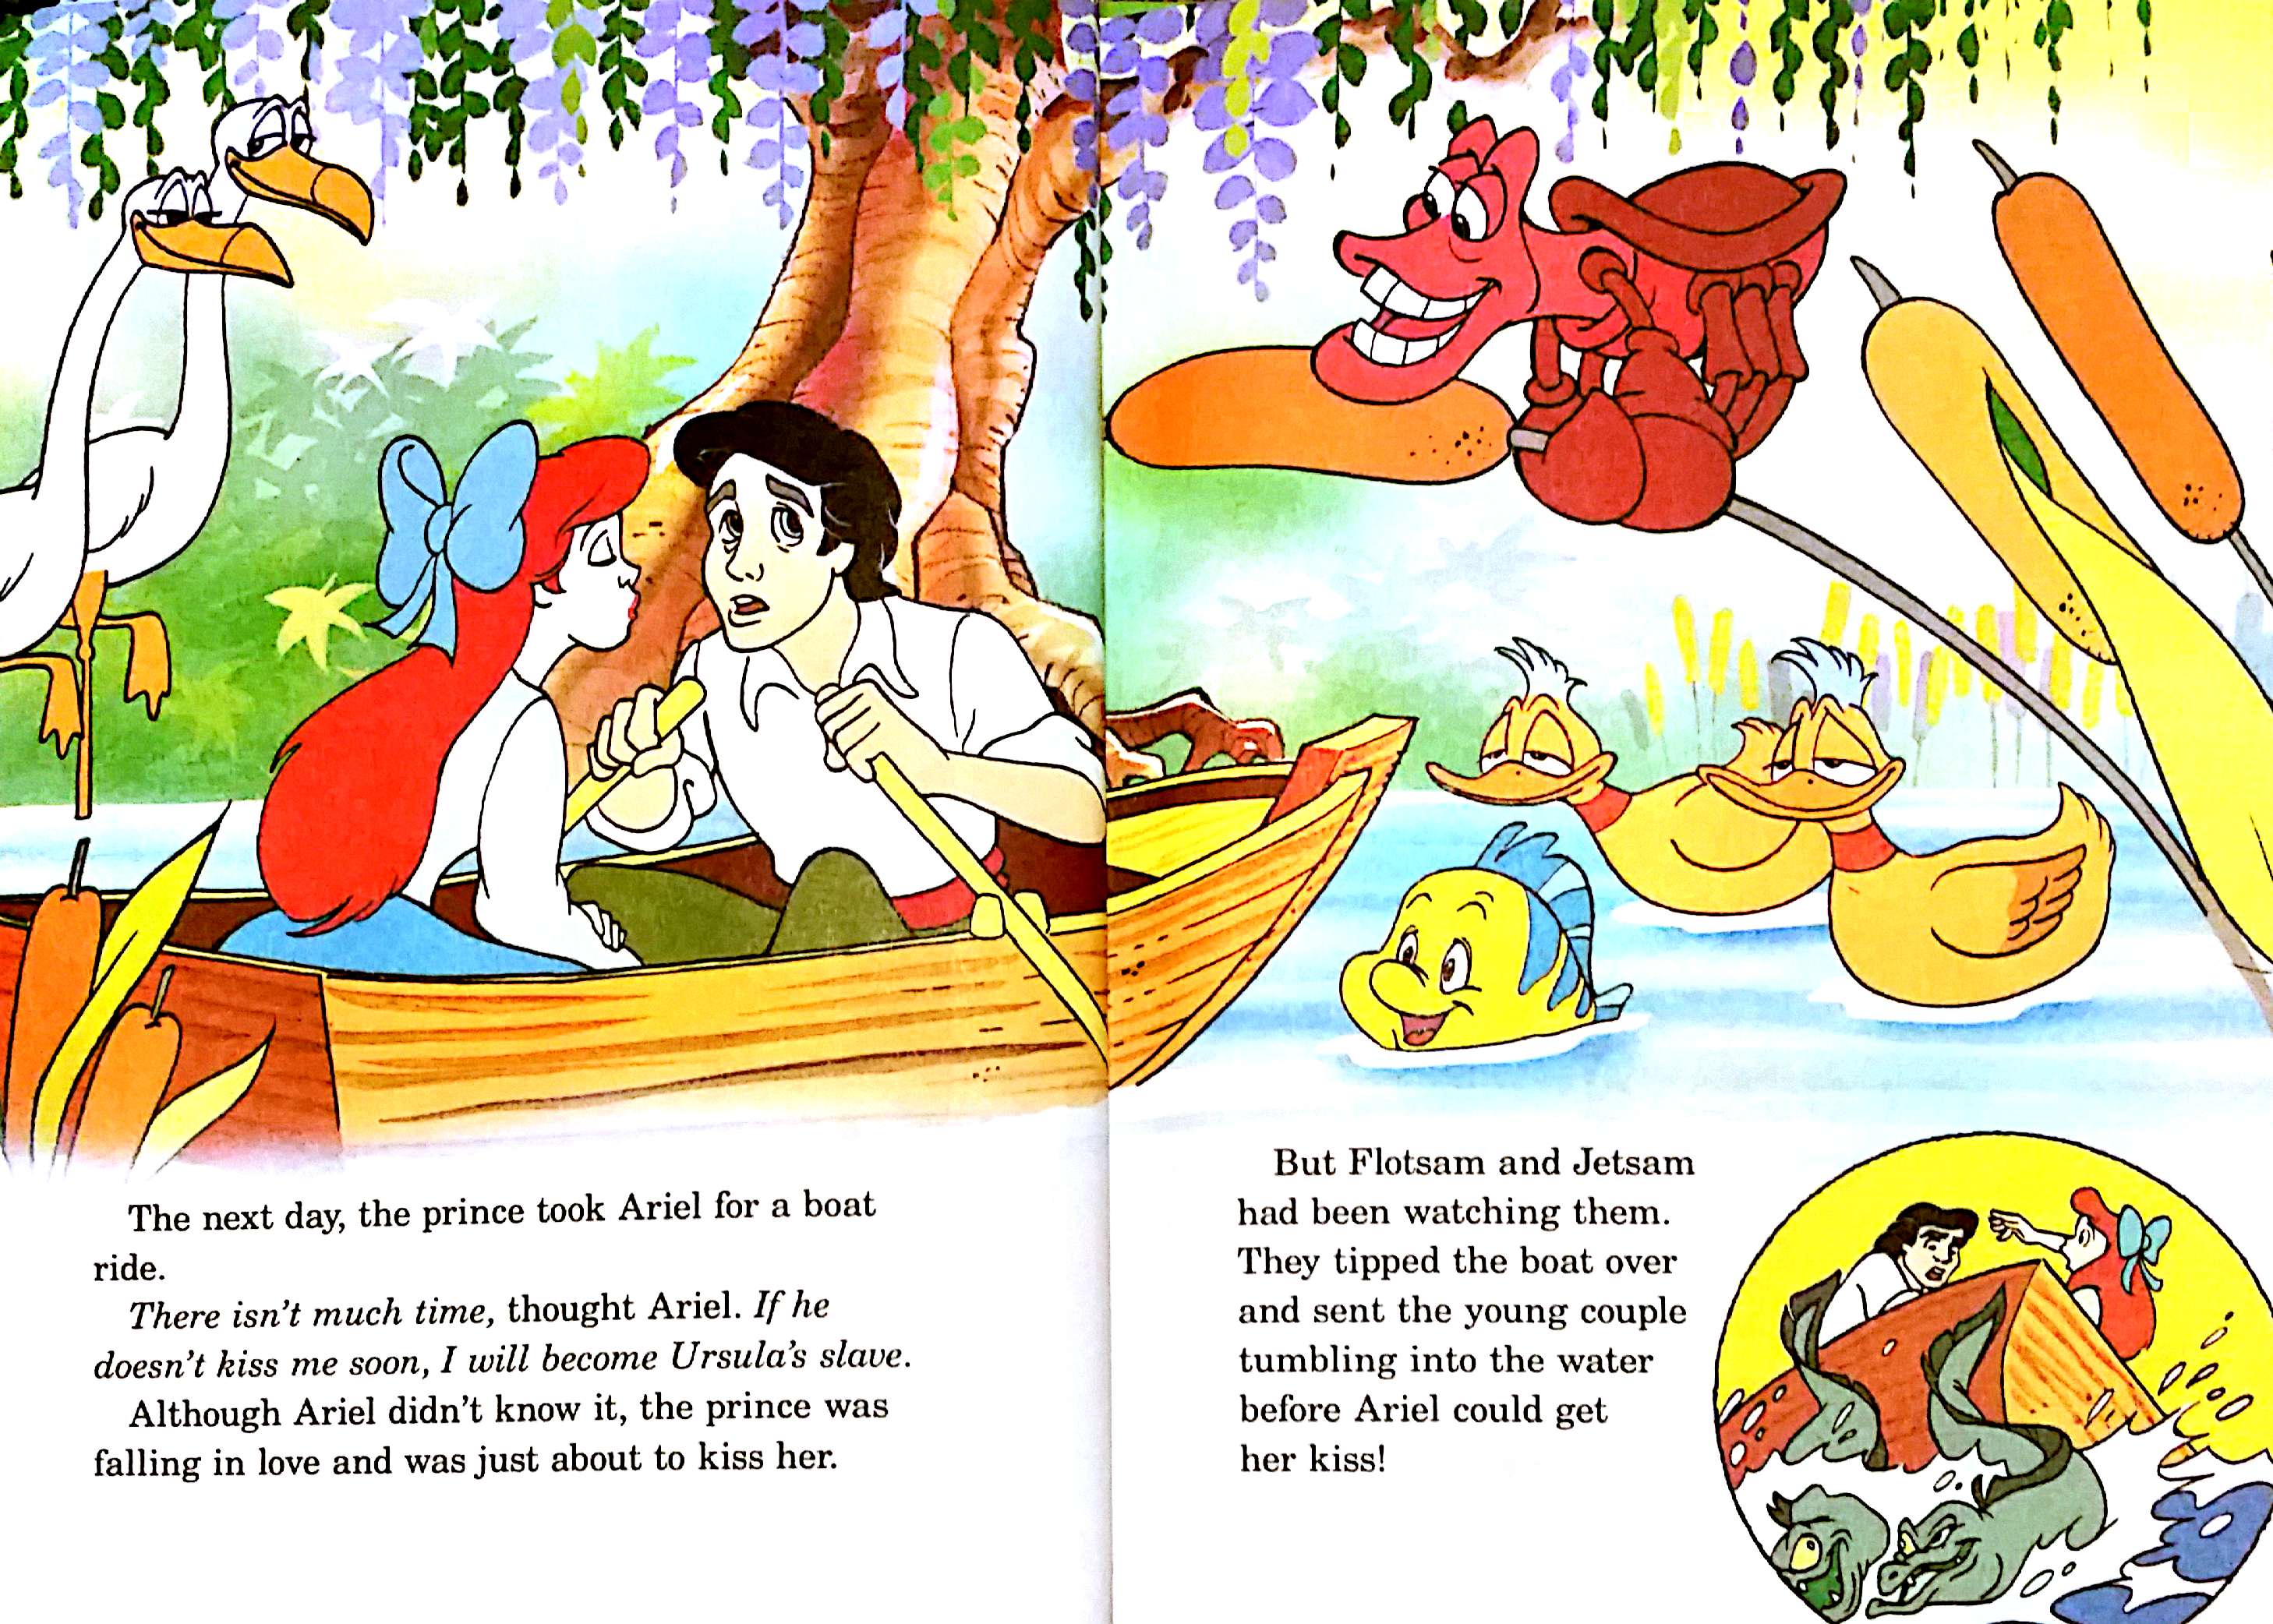 The next day, the prince took Ariel for a boat
ride.
There isn't much time, thought Ariel. If he
doesn't kiss me soon, I will become Ursula's slave.
Although Ariel didn't know it, the prince was
falling in love and was just about to kiss her.
But Flotsam and Jetsam
had been watching them.
They tipped the boat over
and sent the young couple
tumbling into the water
before Ariel could get
her kiss!